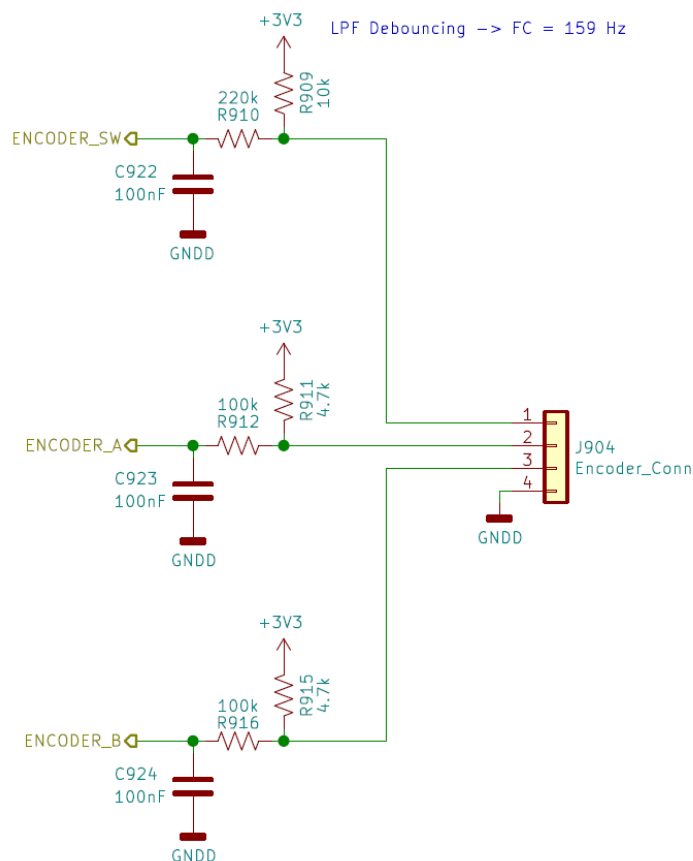 +3V3
LPF Debouncing -> FC = 159 Hz
R909
10k
220k
R910
ENCODER_SW
C922
100nF
GNDD
+3V3
R911
4.7k
100k
R912
ENCODER_A
C923
100nF
GNDD
1
2
3
4
J904
Encoder_Conn
GNDD
+3V3
R915
4.7k
100k
R916
ENCODER_B
C924
100nF
GNDD